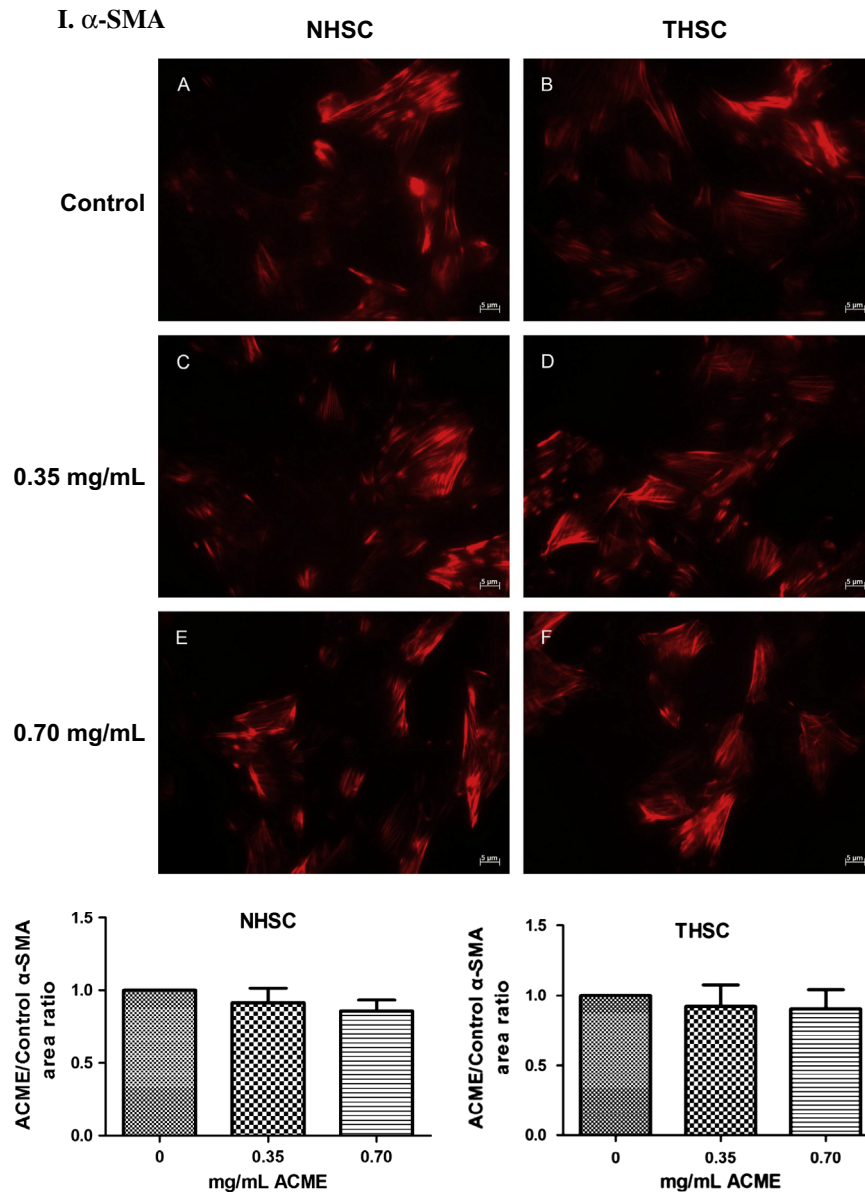 I. α-SMA
NHSC
THSC
Control
A
5 µm
B
5 µm
0.35 mg/mL
C
5 µm
D
5 µm
0.70 mg/mL
E
5 µm
F
5 µm
NHSC
ACME/Control α-SMA
area ratio
1.5
1.0
0.5
0.0
0
0.35
0.70
mg/mL ACME
THSC
ACME/Control α-SMA
area ratio
1.5
1.0
0.5
0.0
0
0.35
0.70
mg/mL ACME